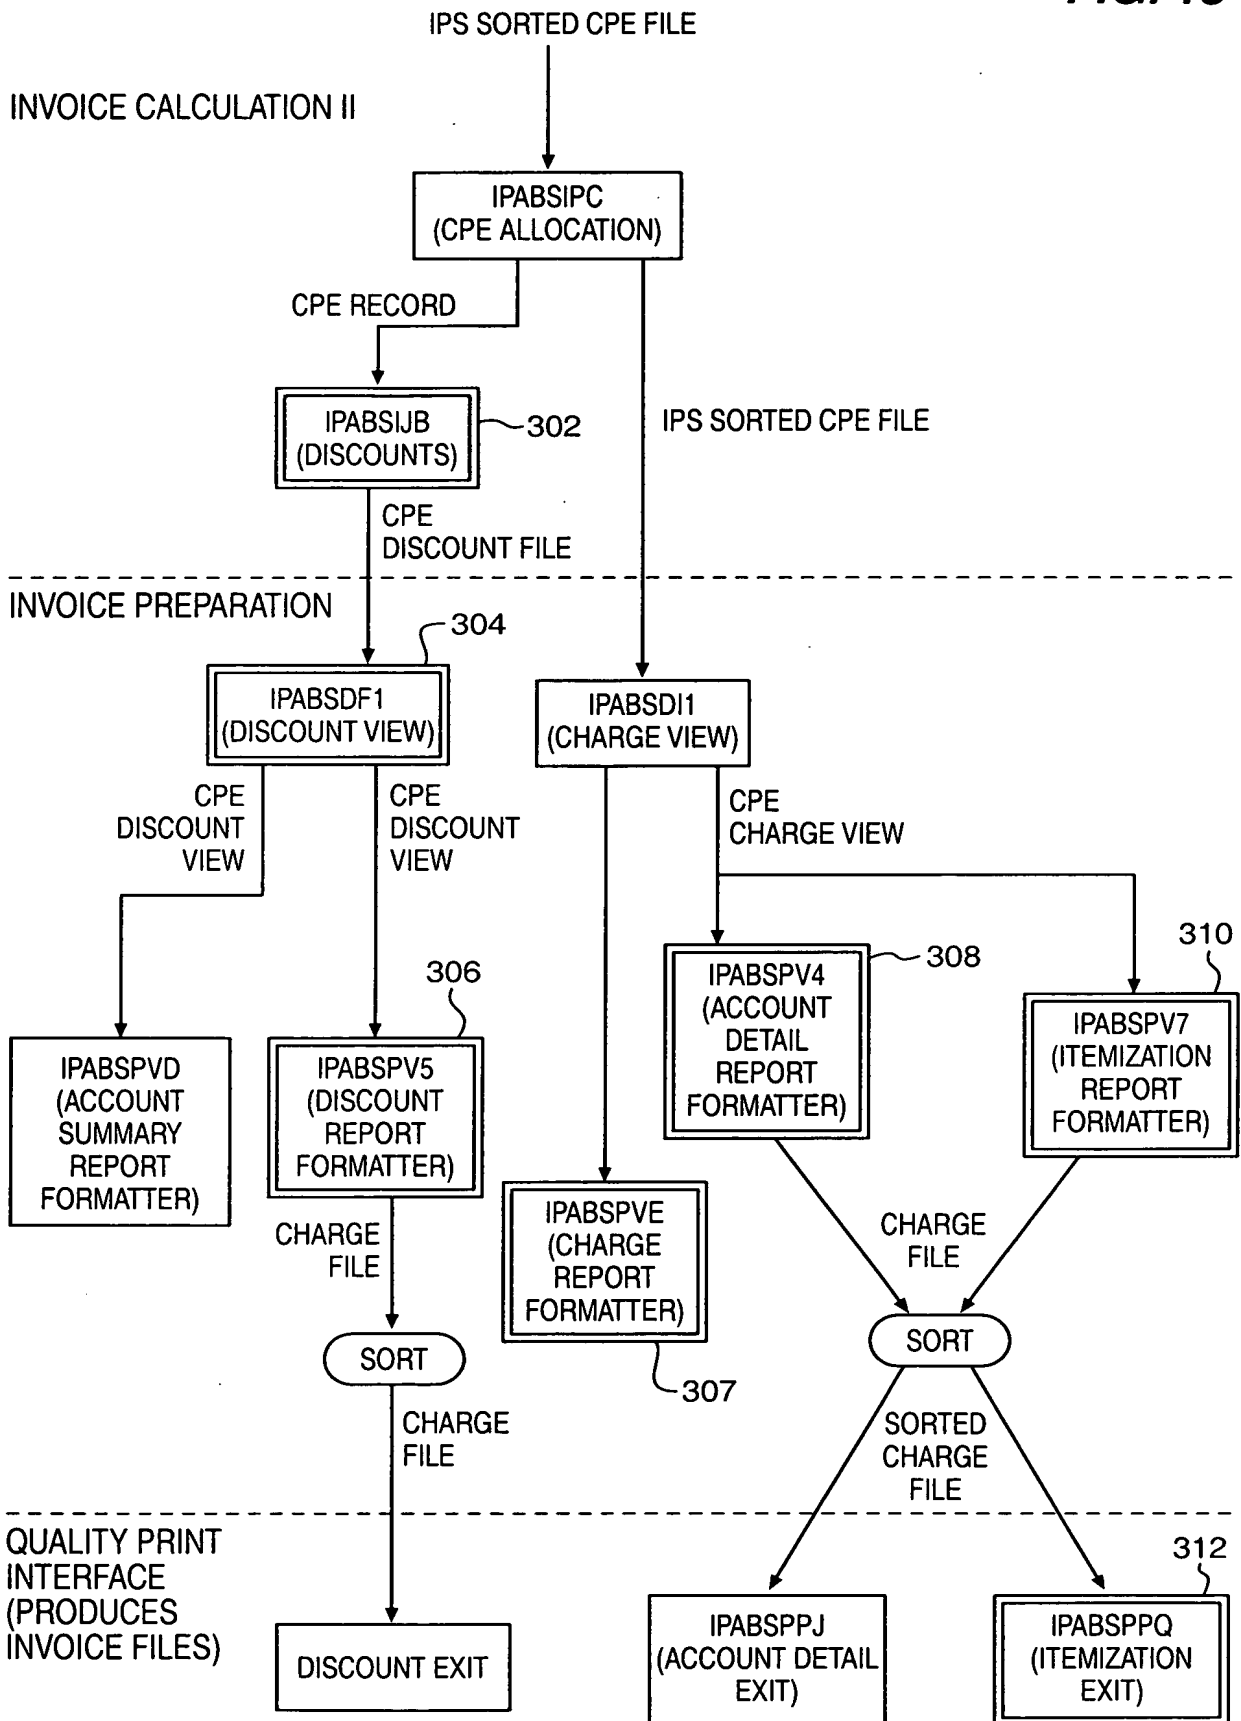 IPS SORTED CPE FILE
INVOICE CALCULATION II
IPABSIPC
(CPE ALLOCATION)
CPE RECORD
IPABSIJB
(DISCOUNTS)
302
IPS SORTED CPE FILE
CPE
DISCOUNT FILE
INVOICE PREPARATION
304
IPABSDF1
(DISCOUNT VIEW)
IPABSDI1
(CHARGE VIEW)
CPE
DISCOUNT
VIEW
CPE
DISCOUNT
VIEW
CPE
CHARGE VIEW
306
308
310
IPABSPVD
(ACCOUNT
SUMMARY
REPORT
FORMATTER)
IPABSPV5
(DISCOUNT
REPORT
FORMATTER)
IPABSPV4
(ACCOUNT
DETAIL
REPORT
FORMATTER)
IPABSPV7
(ITEMIZATION
REPORT
FORMATTER)
IPABSPVE
(CHARGE
REPORT
FORMATTER)
307
CHARGE
FILE
CHARGE
FILE
SORT
SORT
CHARGE
FILE
SORTED
CHARGE
FILE
QUALITY PRINT
INTERFACE
(PRODUCES
INVOICE FILES)
DISCOUNT EXIT
IPABSPPJ
(ACCOUNT DETAIL
EXIT)
312
IPABSPPQ
(ITEMIZATION
EXIT)